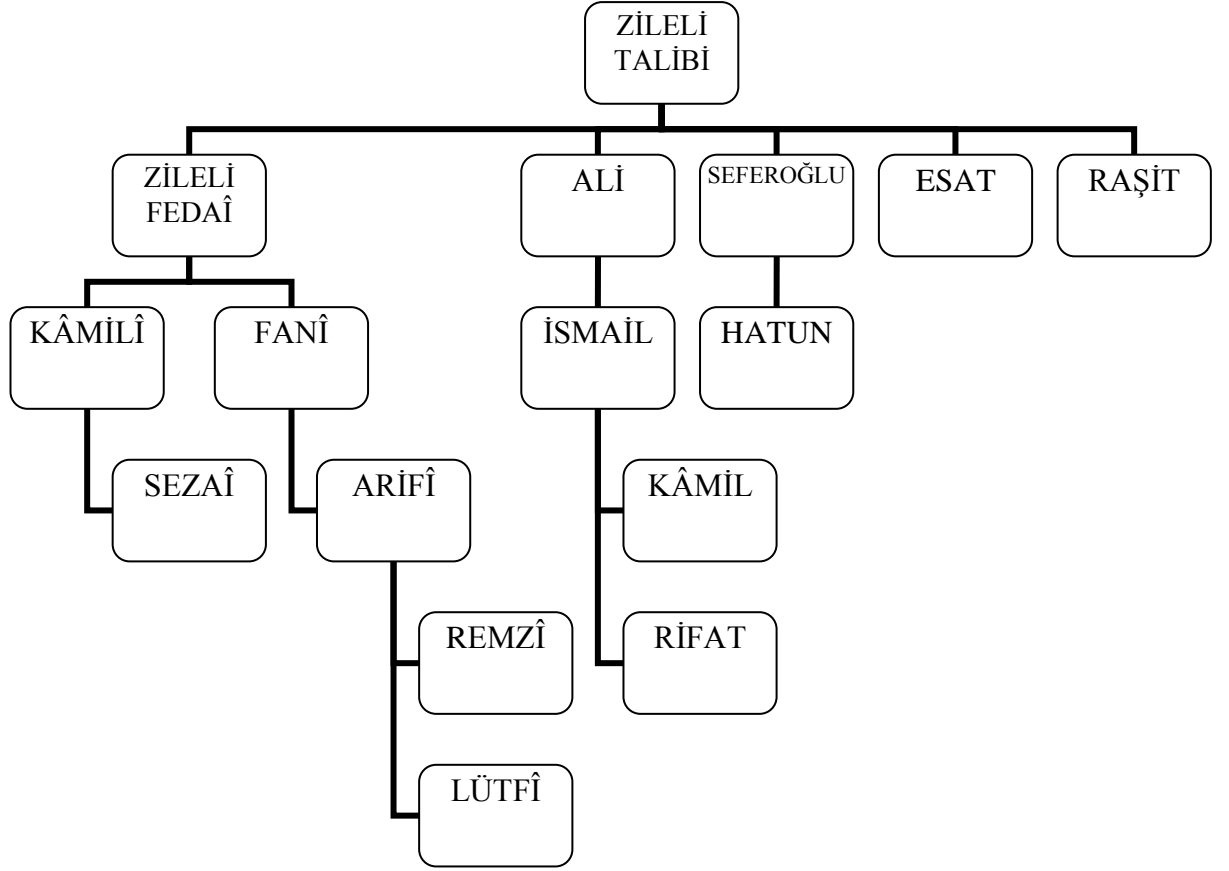 ZİLELİ
TALİBİ
ZİLELİ
FEDAÎ
ALİ
SEFEROĞLU
ESAT
RAŞİT
KÂMİLÎ
FANÎ
İSMAİL
HATUN
SEZAÎ
ARİFÎ
KÂMİL
REMZÎ
RİFAT
LÜTFÎ